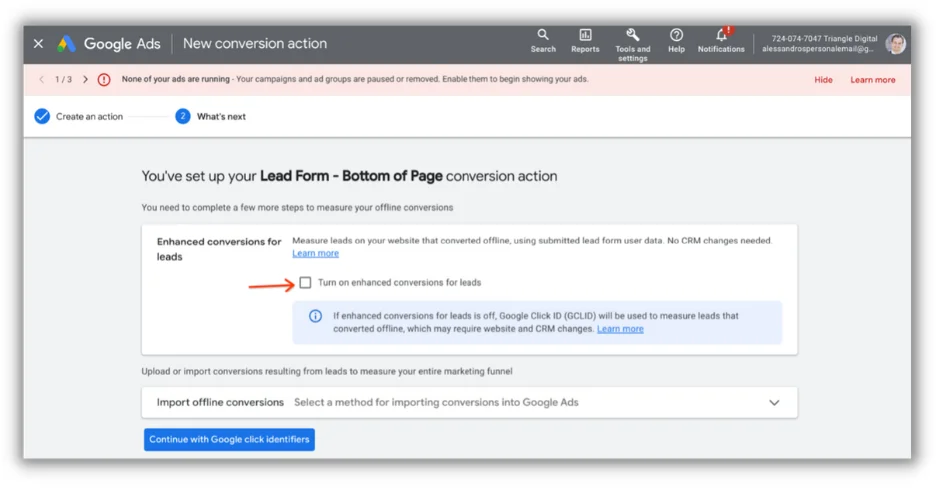 Google Ads
New conversion action
Search
Reports
Tools and
settings
Help
Notifications
724-074-7047 Triangle Digital
alessandrospersonalemail@g...
1 / 3
None of your ads are running - Your campaigns and ad groups are paused or removed. Enable them to begin showing your ads.
Hide
Learn more
Create an action
2
What's next
You've set up your Lead Form - Bottom of Page conversion action
You need to complete a few more steps to measure your offline conversions
Enhanced conversions for
leads
Measure leads on your website that converted offline, using submitted lead form user data. No CRM changes needed.
Learn more
Turn on enhanced conversions for leads
If enhanced conversions for leads is off, Google Click ID (GCLID) will be used to measure leads that
converted offline, which may require website and CRM changes. Learn more
Upload or import conversions resulting from leads to measure your entire marketing funnel
Import offline conversions
Select a method for importing conversions into Google Ads
Continue with Google click identifiers